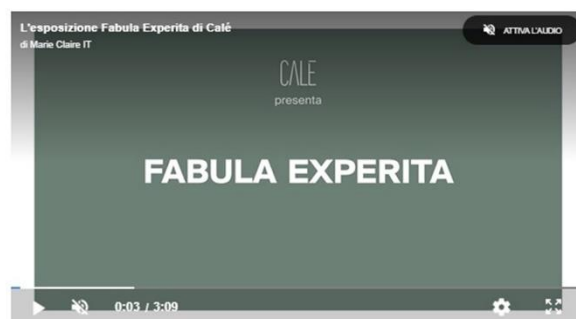 L'esposizione Fabula Experita di Calé
di Marie Claire IT
ATTIVA L'AUDIO
CALE
presenta
FABULA EXPERITA
0:03 / 3:09